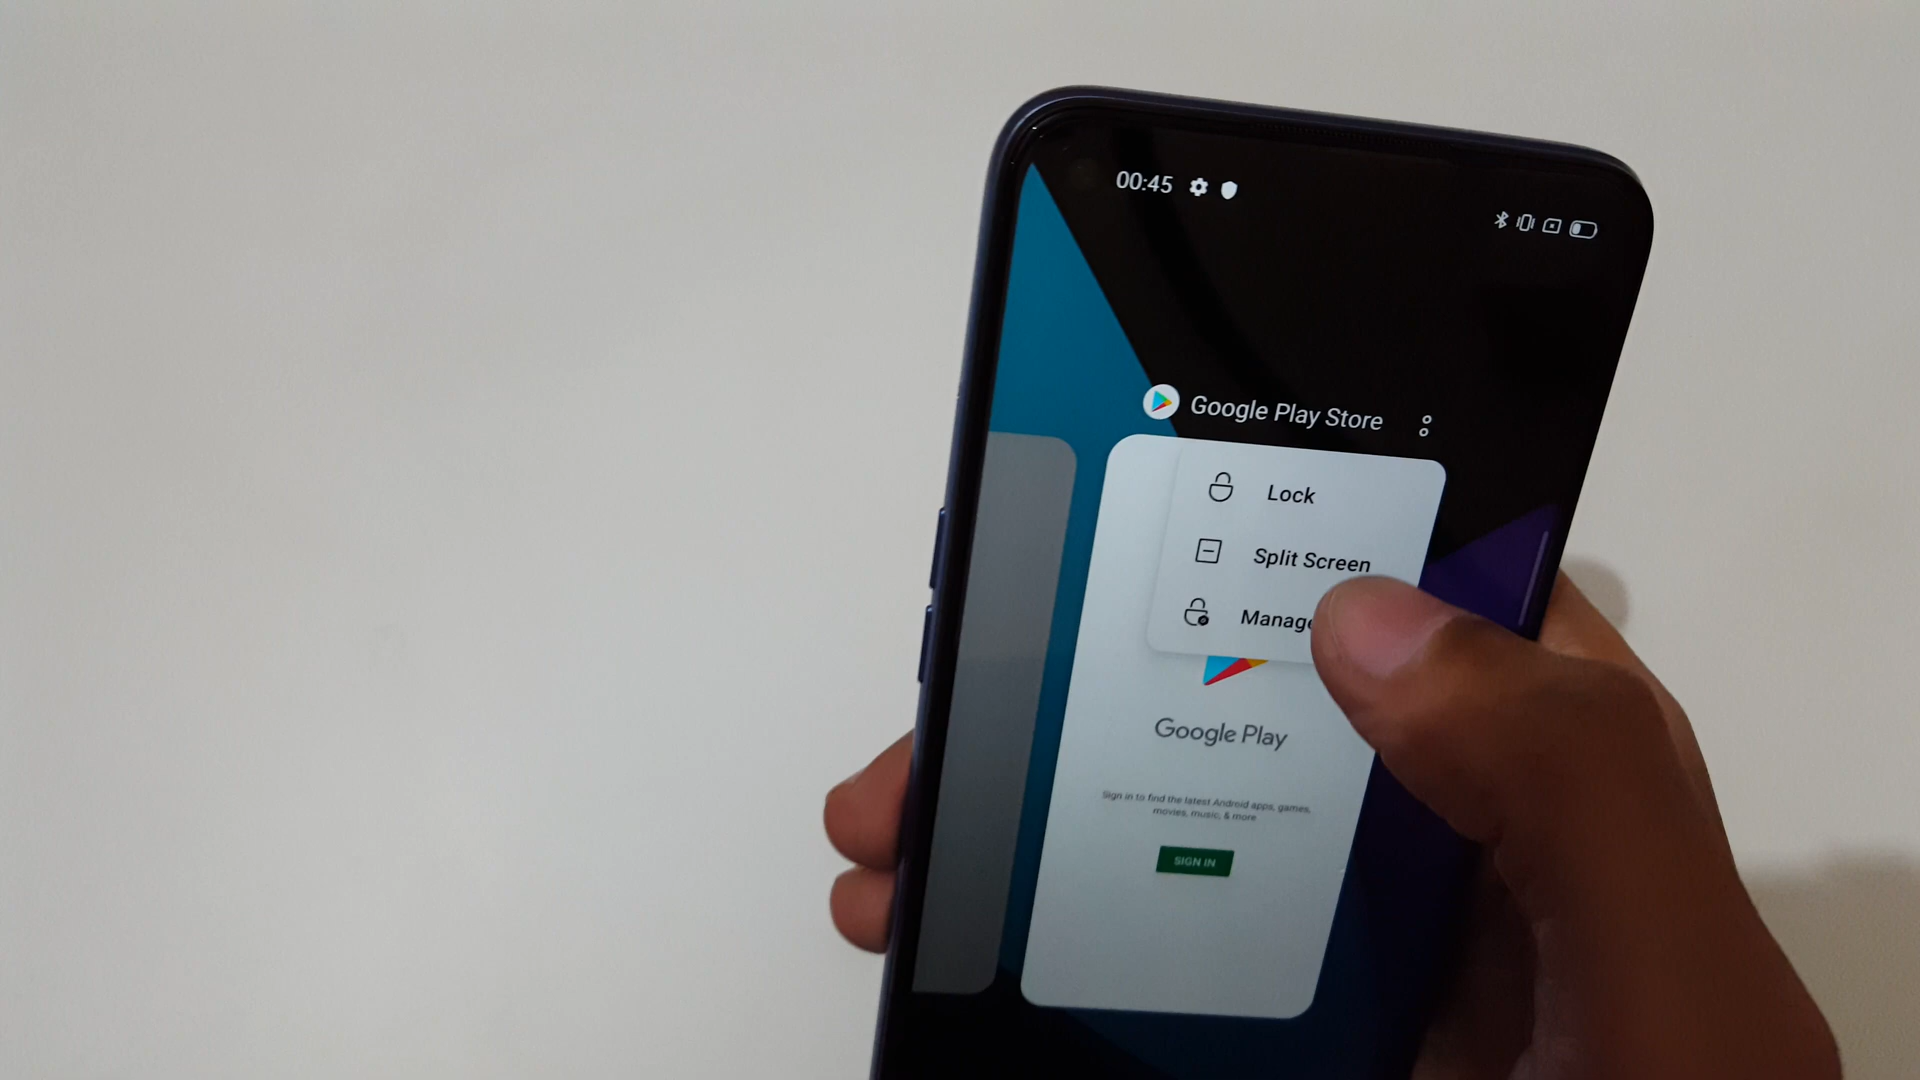 00:45
Google Play Store
Lock
Split Screen
Manage
Google Play
Sign in to find the latest Android apps, games,
movies, music, & more
SIGN IN